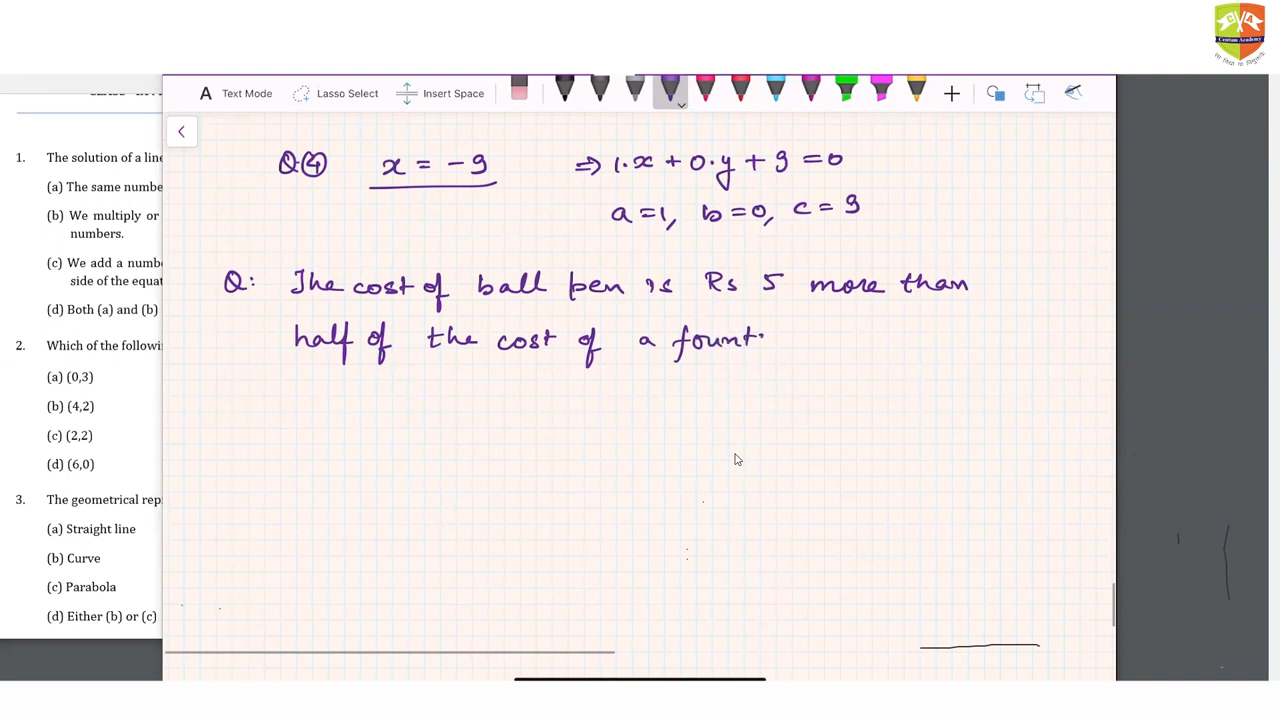 Centum Academy
A Text Mode Lasso Select Insert Space
1. The solution of a line
(a) The same numbe
(b) We multiply or
numbers.
(c) We add a numb
side of the equat
(d) Both (a) and (b)
2. Which of the followi
(a) (0,3)
(b) (4,2)
(c) (2,2)
(d) (6,0)
3. The geometrical rep
(a) Straight line
(b) Curve
(c) Parabola
(d) Either (b) or (c)
Q.④ x = -9 ⇒ 1.x + 0.y + 9 = 0
a = 1, b = 0, c = 9
Q: The cost of ball pen is Rs 5 more than
half of the cost of a fount